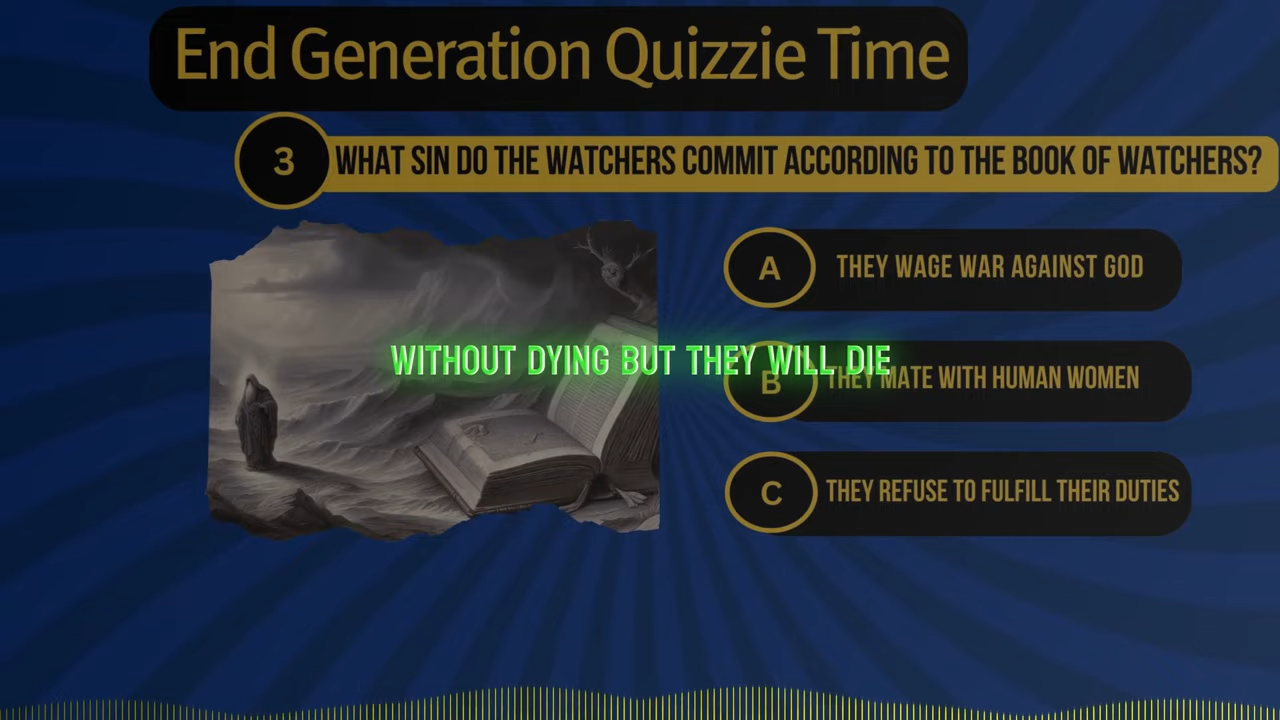 End Generation Quizzie Time
3 WHAT SIN DO THE WATCHERS COMMIT ACCORDING TO THE BOOK OF WATCHERS?
A THEY WAGE WAR AGAINST GOD
WITHOUT DYING BUT THEY WILL DIE
B THEY MATE WITH HUMAN WOMEN
C THEY REFUSE TO FULFILL THEIR DUTIES